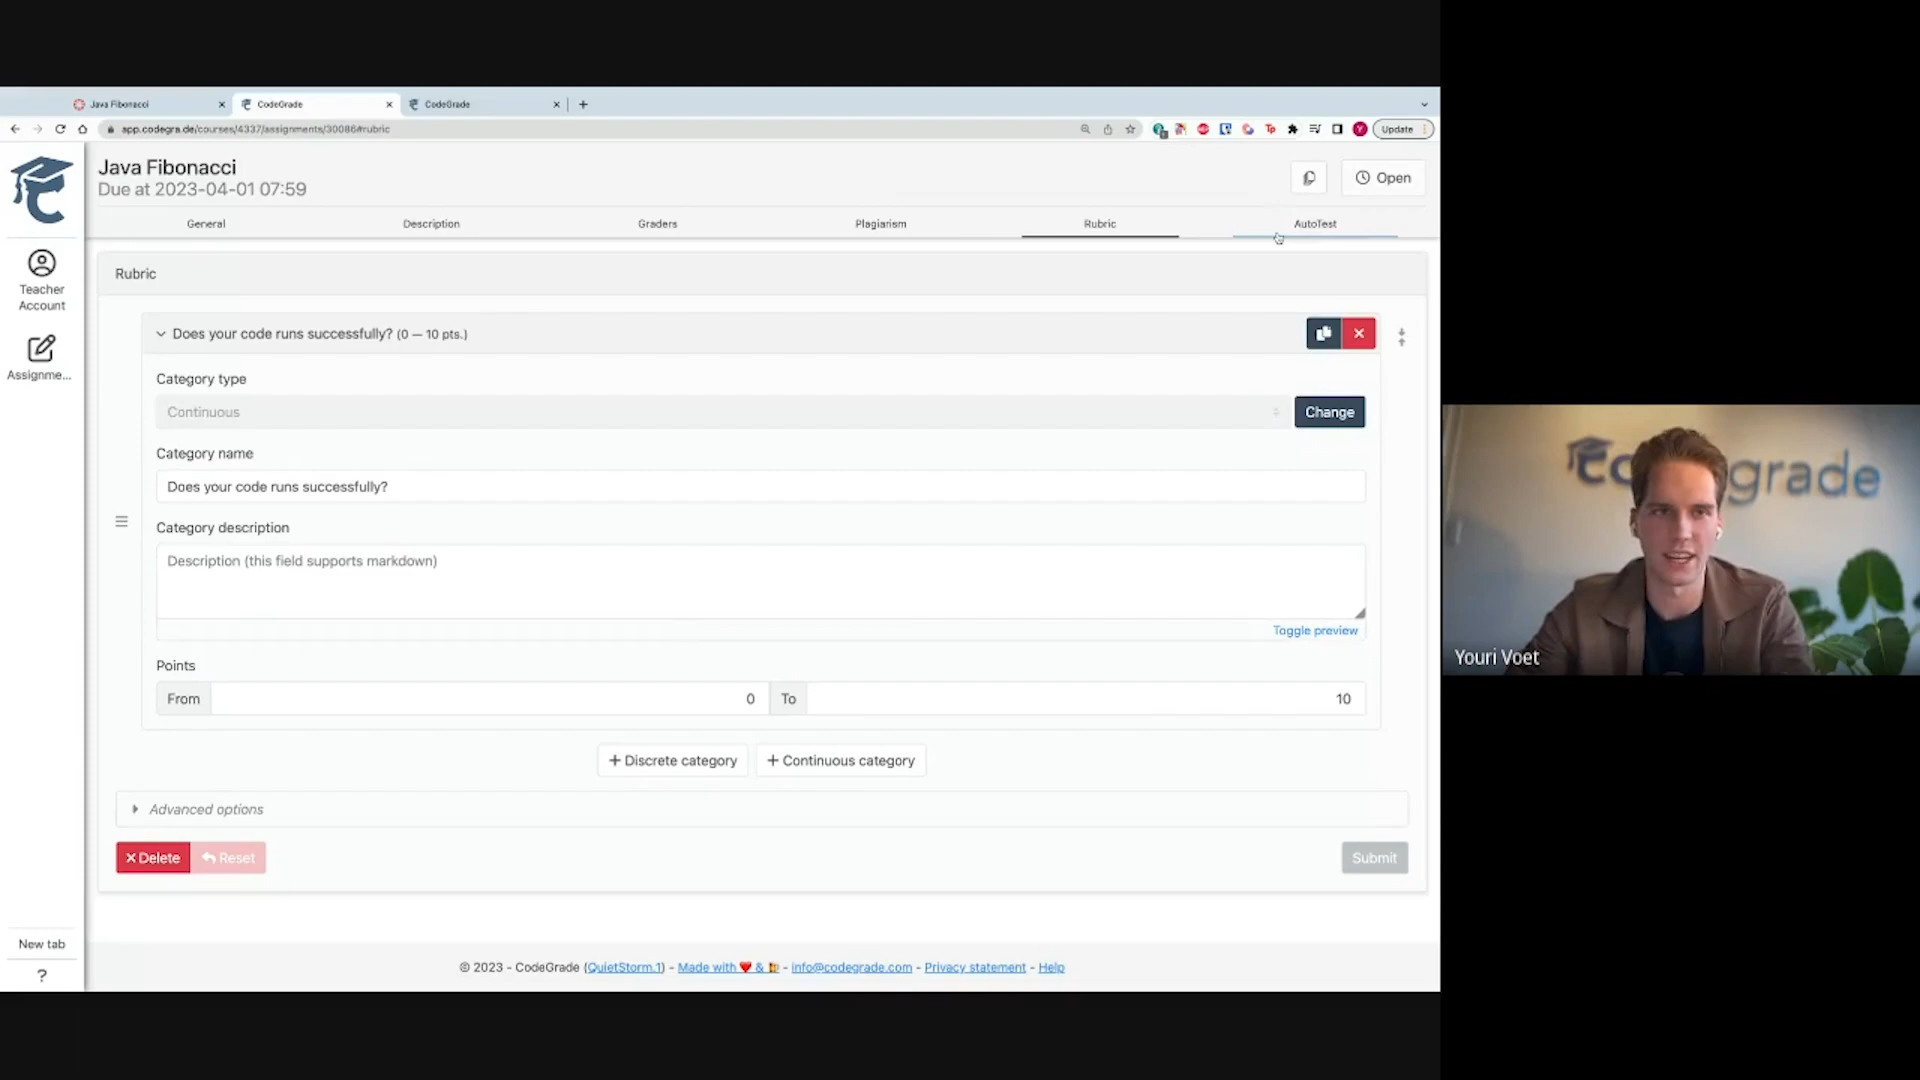 Java Fibonacci
CodeGrade
CodeGrade
app.codegra.de/courses/4337/assignments/30086#rubric
Update
Java Fibonacci
Due at 2023-04-01 07:59
Open
General
Description
Graders
Plagiarism
Rubric
AutoTest
Teacher
Account
Assignme...
Rubric
Does your code runs successfully? (0 — 10 pts.)
Category type
Continuous
Change
Category name
Does your code runs successfully?
Category description
Description (this field supports markdown)
Toggle preview
Points
From 0 To 10
+ Discrete category
+ Continuous category
Advanced options
× Delete
Reset
Submit
New tab
?
© 2023 - CodeGrade (QuietStorm.1) - Made with ❤️ & - info@codegrade.com - Privacy statement - Help
grade
Youri Voet